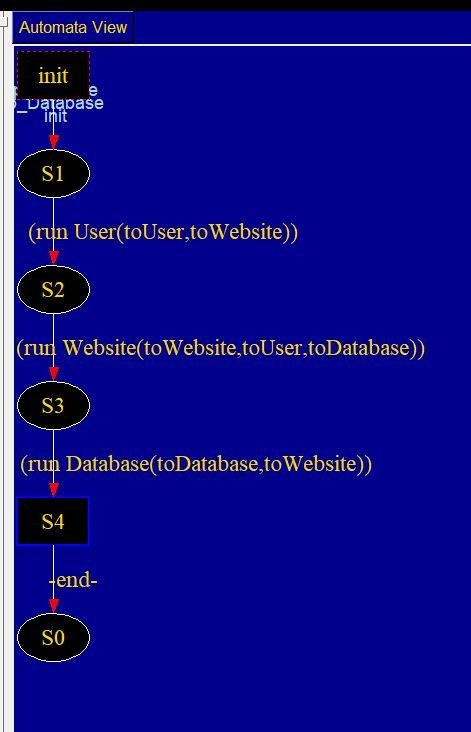 Automata View
init
_Database
init
S1
(run User(toUser,toWebsite))
S2
(run Website(toWebsite,toUser,toDatabase))
S3
(run Database(toDatabase,toWebsite))
S4
-end-
S0